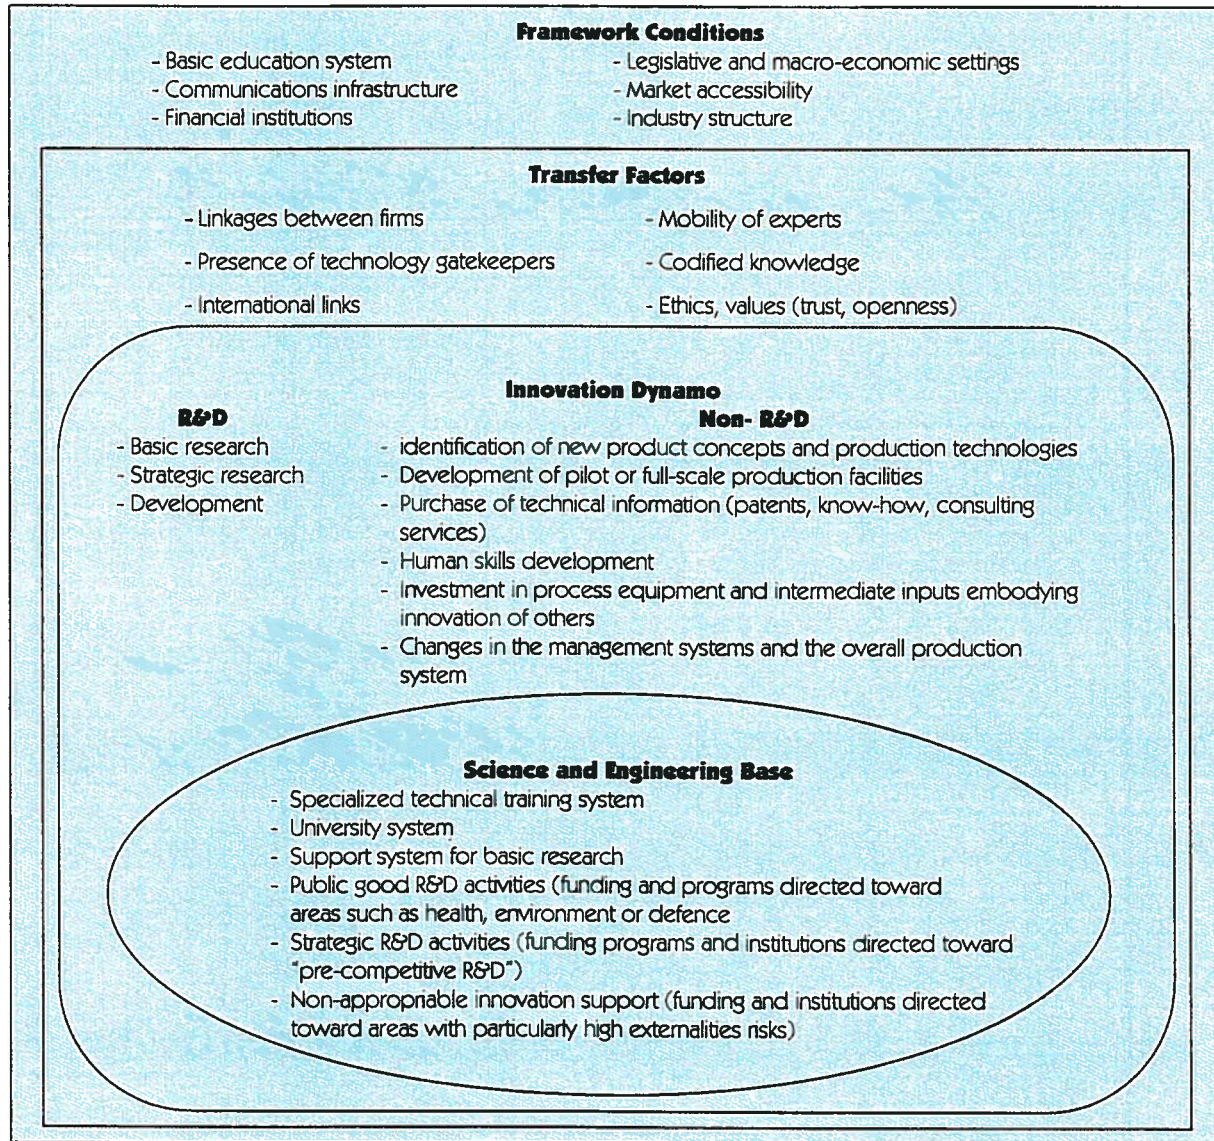 Framework Conditions
- Basic education system
- Communications infrastructure
- Financial institutions
- Legislative and macro-economic settings
- Market accessibility
- Industry structure
Transfer Factors
- Linkages between firms
- Presence of technology gatekeepers
- International links
- Mobility of experts
- Codified knowledge
- Ethics, values (trust, openness)
Innovation Dynamo
R&D
- Basic research
- Strategic research
- Development
Non- R&D
- identification of new product concepts and production technologies
- Development of pilot or full-scale production facilities
- Purchase of technical information (patents, know-how, consulting
services)
- Human skills development
- Investment in process equipment and intermediate inputs embodying
innovation of others
- Changes in the management systems and the overall production
system
Science and Engineering Base
- Specialized technical training system
- University system
- Support system for basic research
- Public good R&D activities (funding and programs directed toward
areas such as health, environment or defence
- Strategic R&D activities (funding programs and institutions directed toward
"pre-competitive R&D")
- Non-appropriable innovation support (funding and institutions directed
toward areas with particularly high externalities risks)